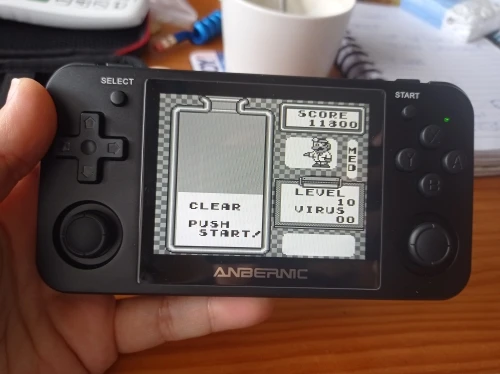 SELECT
START
SCORE
11300
MED
LEVEL
10
VIRUS
00
CLEAR
PUSH
START!
Y
A
B
ANBERNIC